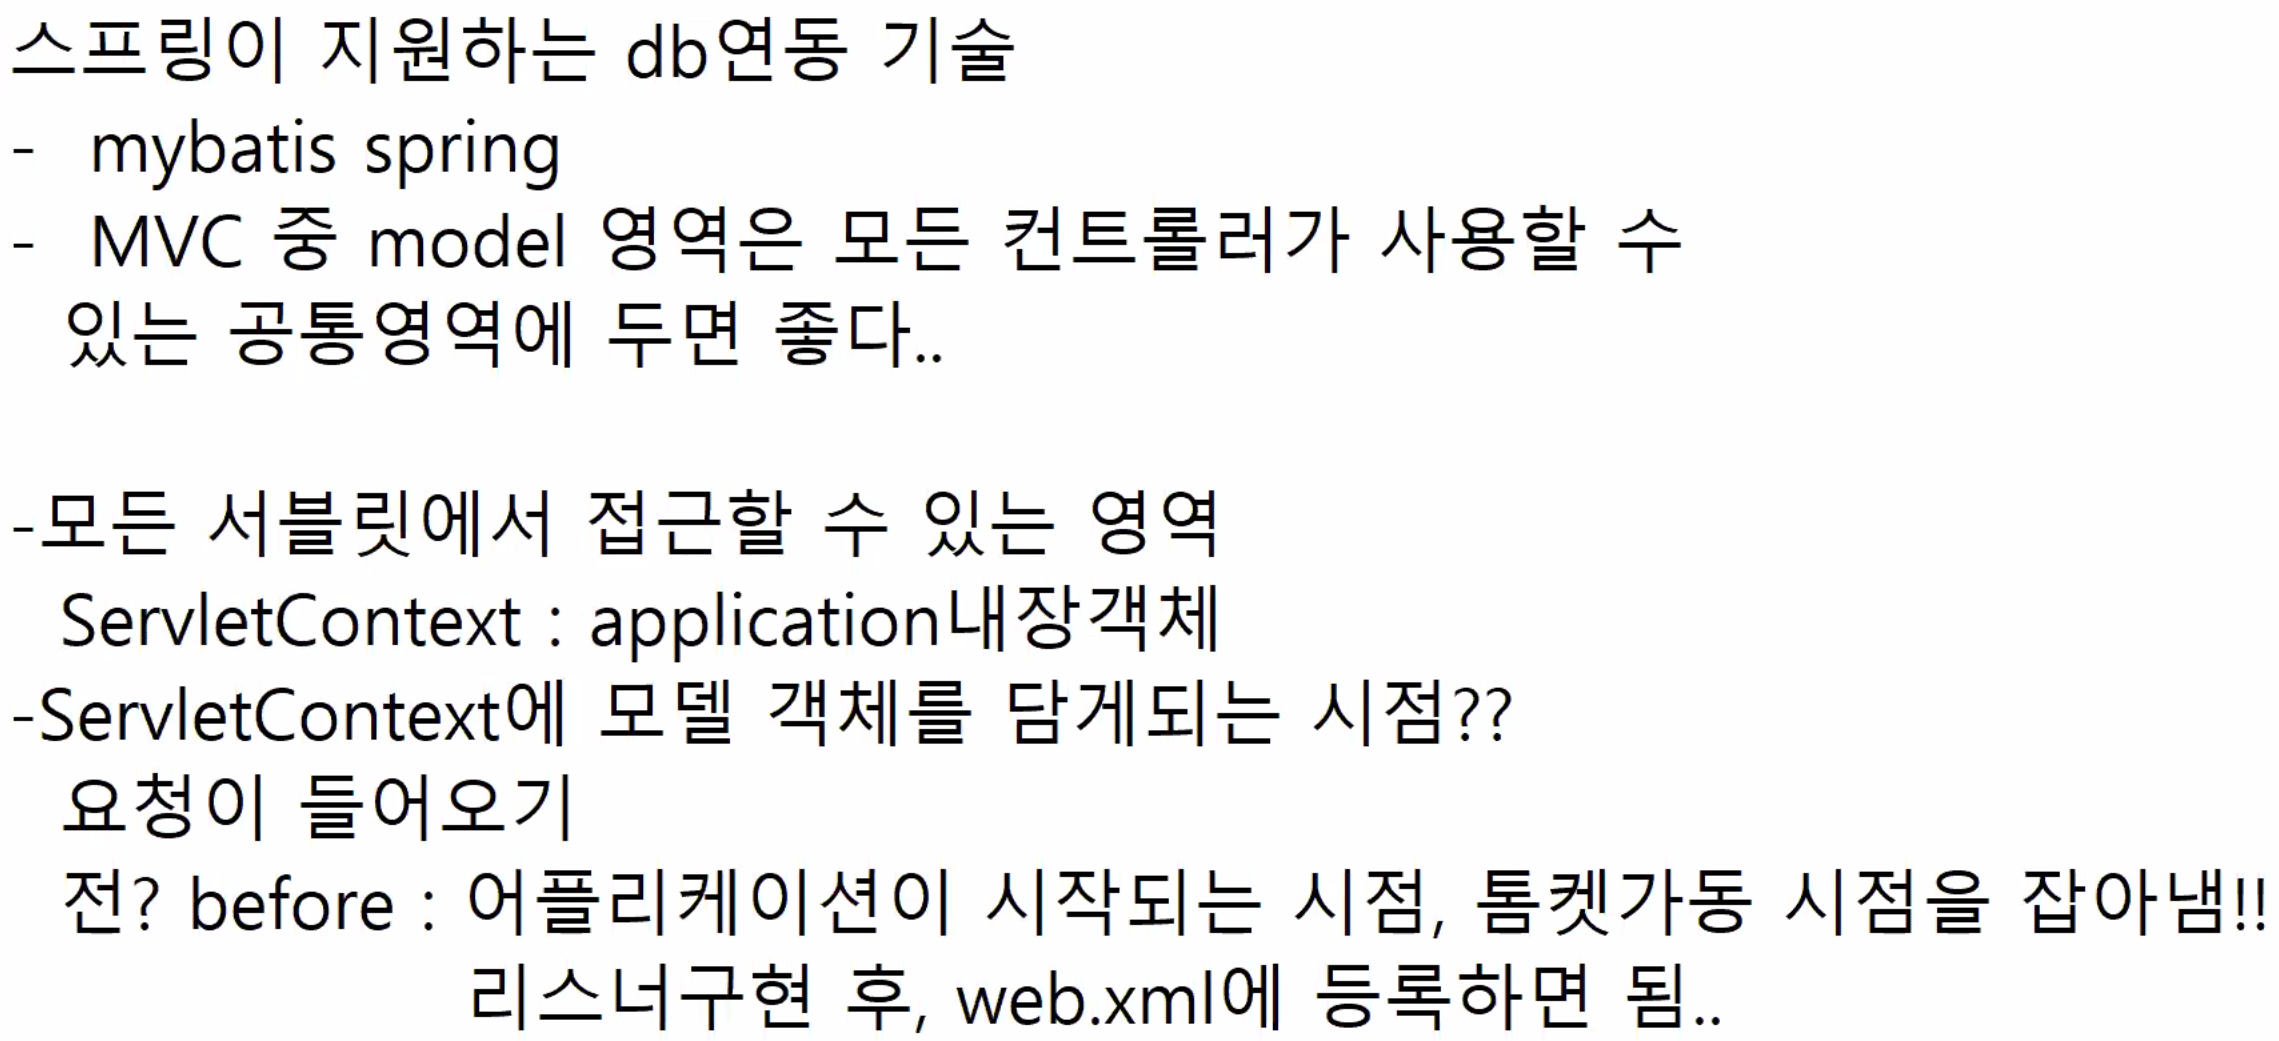 스프링이 지원하는 db연동 기술
- mybatis spring
- MVC 중 model 영역은 모든 컨트롤러가 사용할 수
있는 공통영역에 두면 좋다..
-모든 서블릿에서 접근할 수 있는 영역
ServletContext : application내장객체
-ServletContext에 모델 객체를 담게되는 시점??
요청이 들어오기
전? before : 어플리케이션이 시작되는 시점, 톰켓가동 시점을 잡아냄!!
리스너구현 후, web.xml에 등록하면 됨..